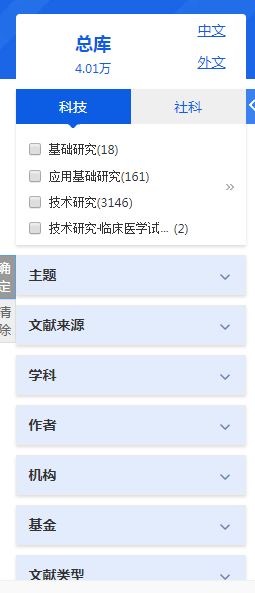 总库
4.01万
中文
外文
科技
社科
基础研究(18)
应用基础研究(161)
技术研究(3146)
技术研究-临床医学试... (2)
»
确定
清除
主题
文献来源
学科
作者
机构
基金
文献类型